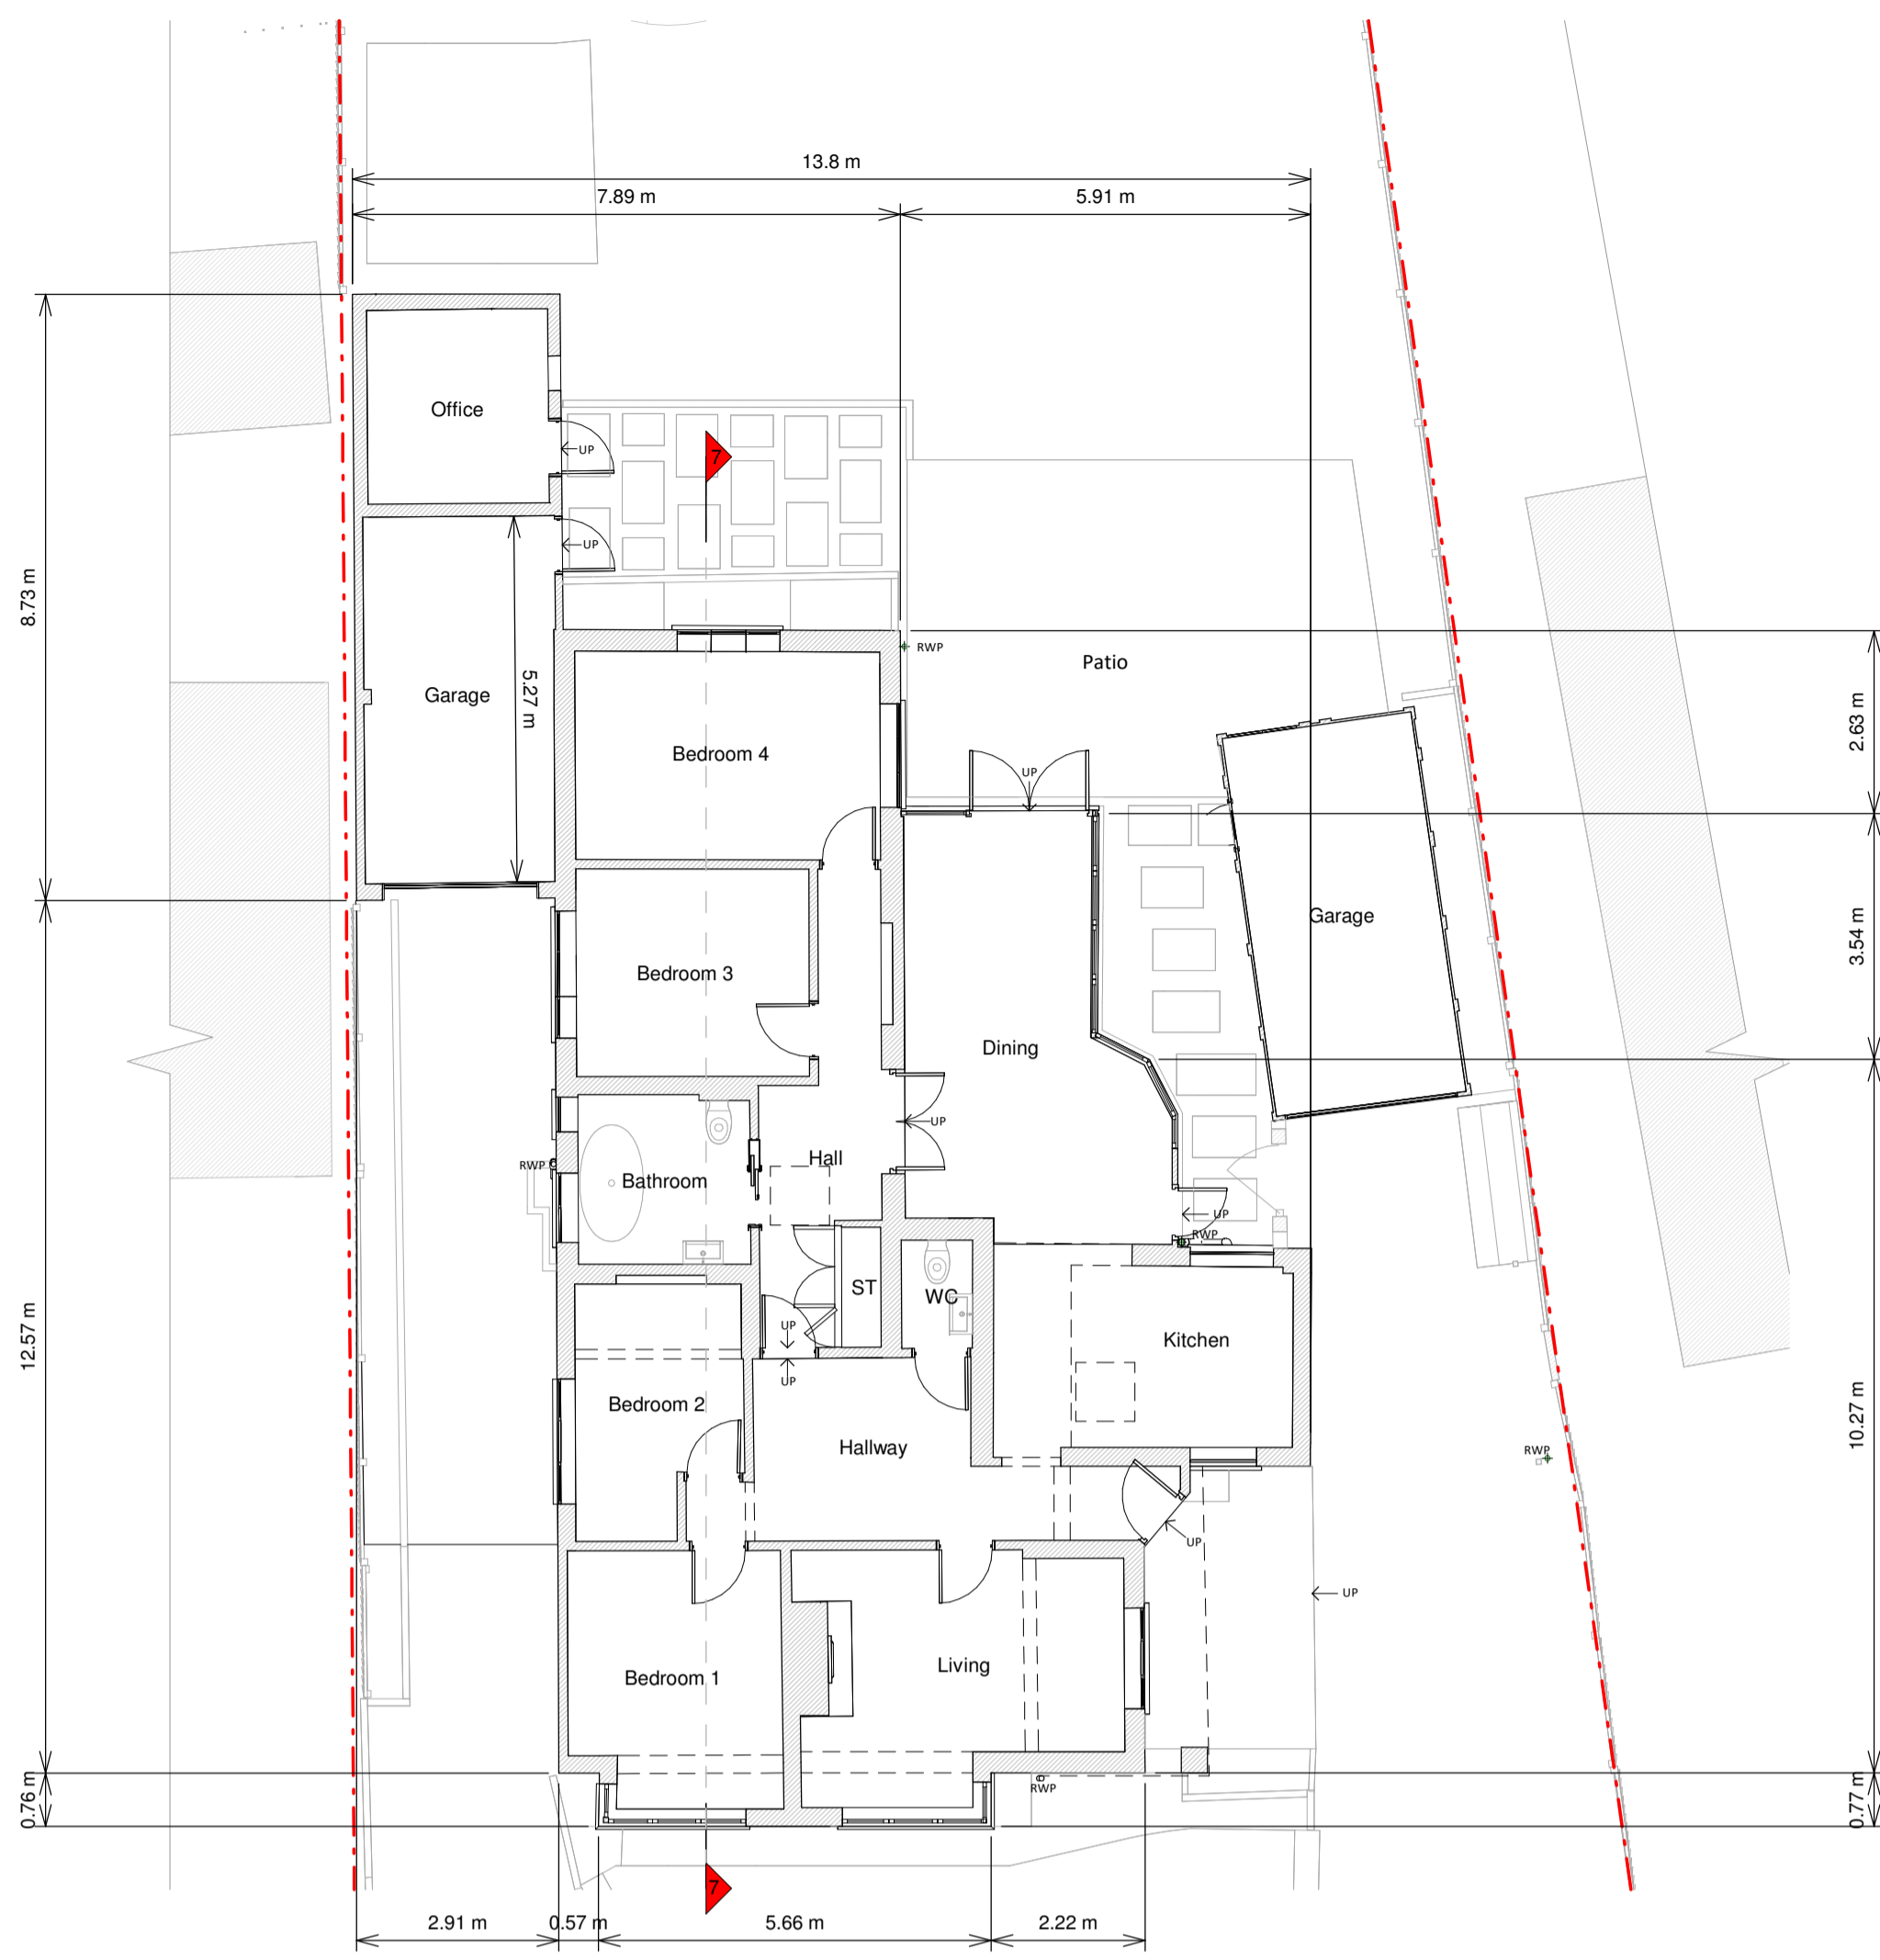 13.8 m
7.89 m
5.91 m
Office
UP
7
UP
8.73 m
5.27 m
Garage
RWP
Patio
2.63 m
Bedroom 4
UP
Garage
3.54 m
Bedroom 3
Dining
UP
Hall
RWP
Bathroom
UP
RWP
ST
WC
UP
UP
Kitchen
12.57 m
Bedroom 2
Hallway
10.27 m
RWP
UP
UP
Bedroom 1
Living
0.76 m
RWP
0.77 m
7
2.91 m
0.57 m
5.66 m
2.22 m